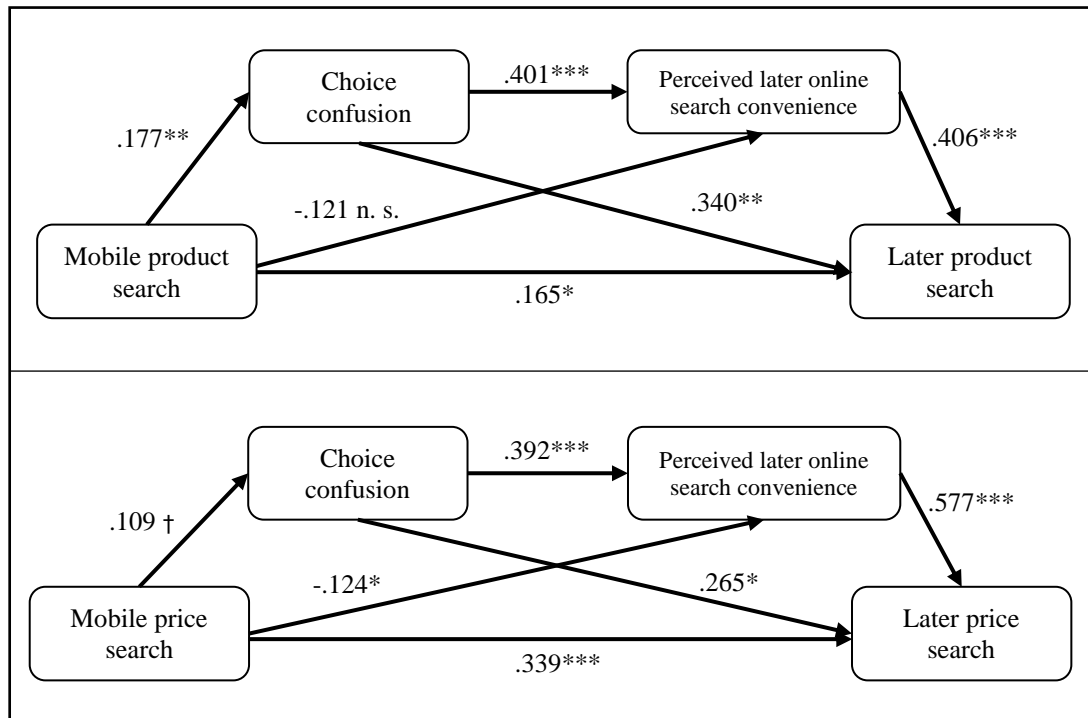 Choice
confusion
.401***
Perceived later online
search convenience
.177**
.406***
-.121 n. s.
.340**
Mobile product
search
.165*
Later product
search
Choice
confusion
.392***
Perceived later online
search convenience
.109 †
.577***
-.124*
.265*
Mobile price
search
.339***
Later price
search